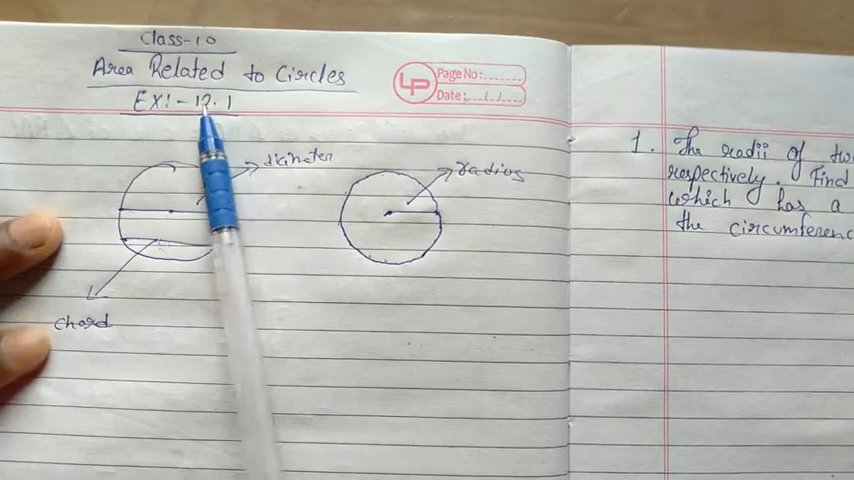 Class-10
Area Related to Circles
EX:- 12.1
LP
Page No:
Date: / /
diameter
radius
chord
1. The radii of two
respectively. Find
which has a
the circumference